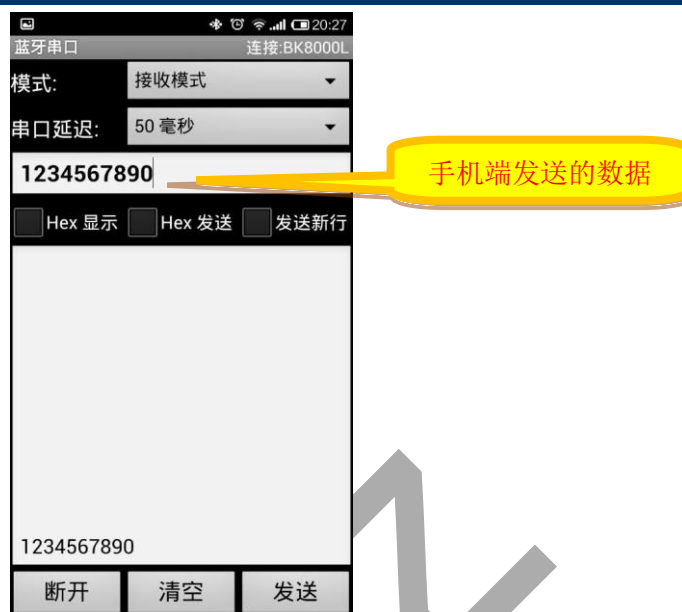 20:27
蓝牙串口 连接:BK8000L
模式: 接收模式
串口延迟: 50 毫秒
1234567890
手机端发送的数据
Hex 显示 Hex 发送 发送新行
1234567890
断开 清空 发送